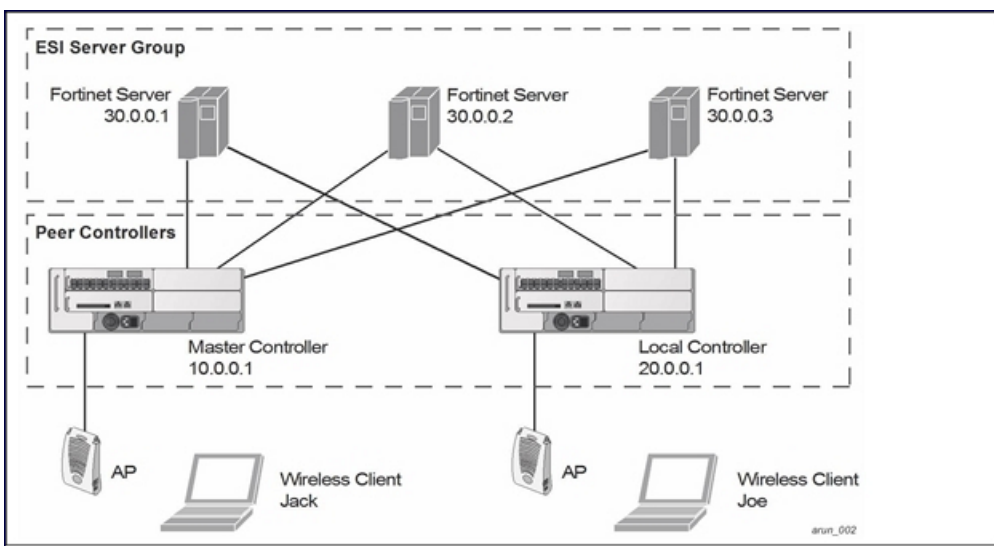 ESI Server Group
Fortinet Server
30.0.0.1
Fortinet Server
30.0.0.2
Fortinet Server
30.0.0.3
Peer Controllers
Master Controller
10.0.0.1
Local Controller
20.0.0.1
AP
Wireless Client
Jack
AP
Wireless Client
Joe
arun_002